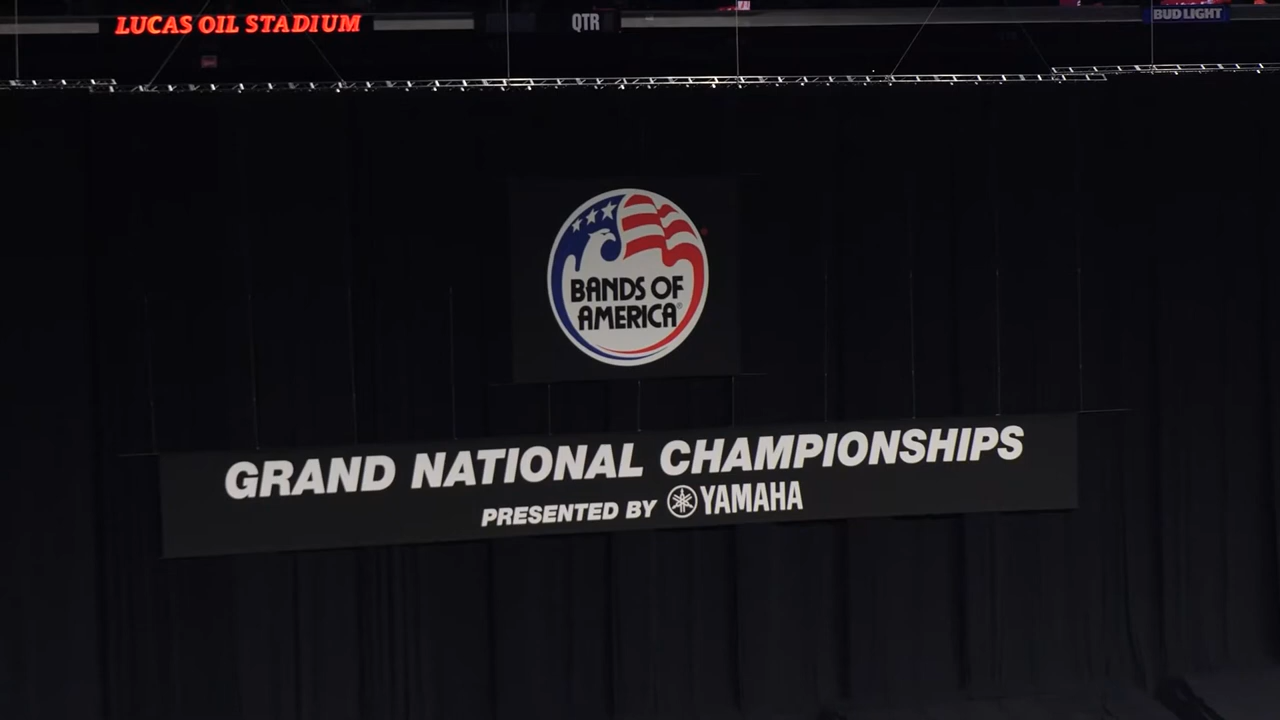 LUCAS OIL STADIUM
QTR
BUD LIGHT
BANDS OF
AMERICA®
GRAND NATIONAL CHAMPIONSHIPS
PRESENTED BY YAMAHA